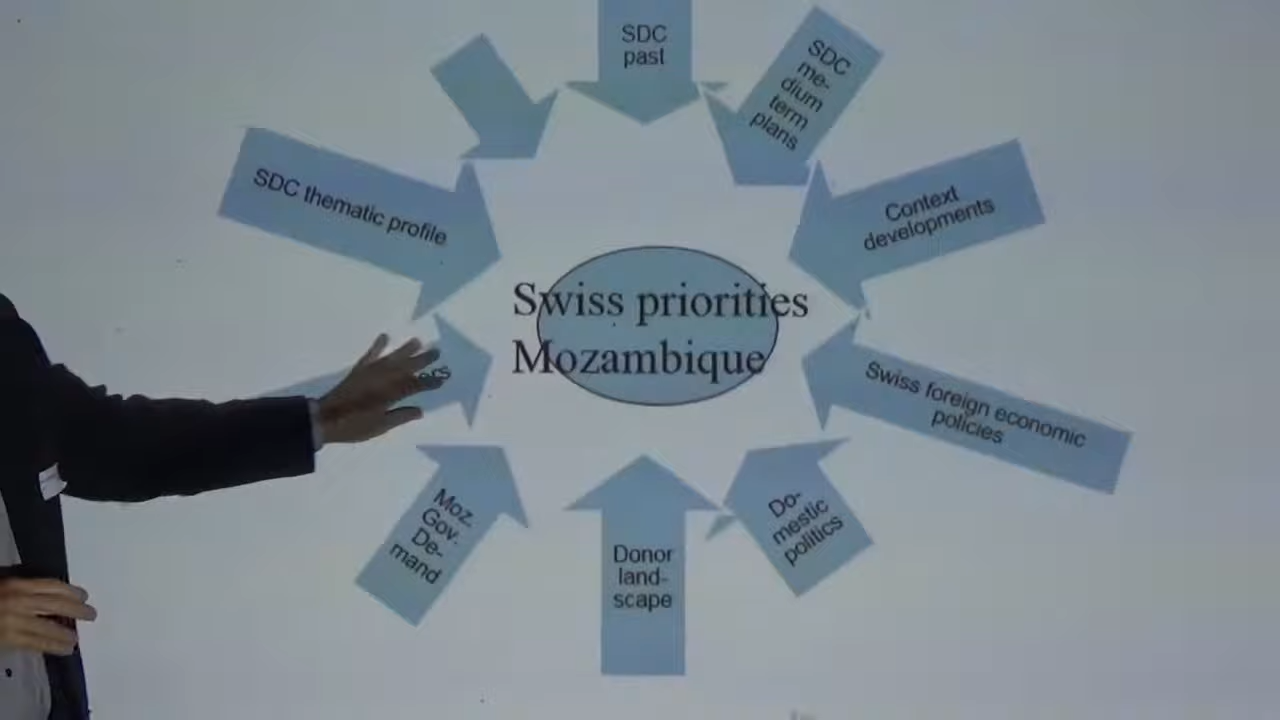 SDC
past
SDC
me-
dium
term
plans
SDC thematic profile
Context
developments
Swiss priorities
Mozambique
Swiss foreign economic
policies
Moz.
Gov.
De-
mand
Donor
land-
scape
Do-
mestic
politics